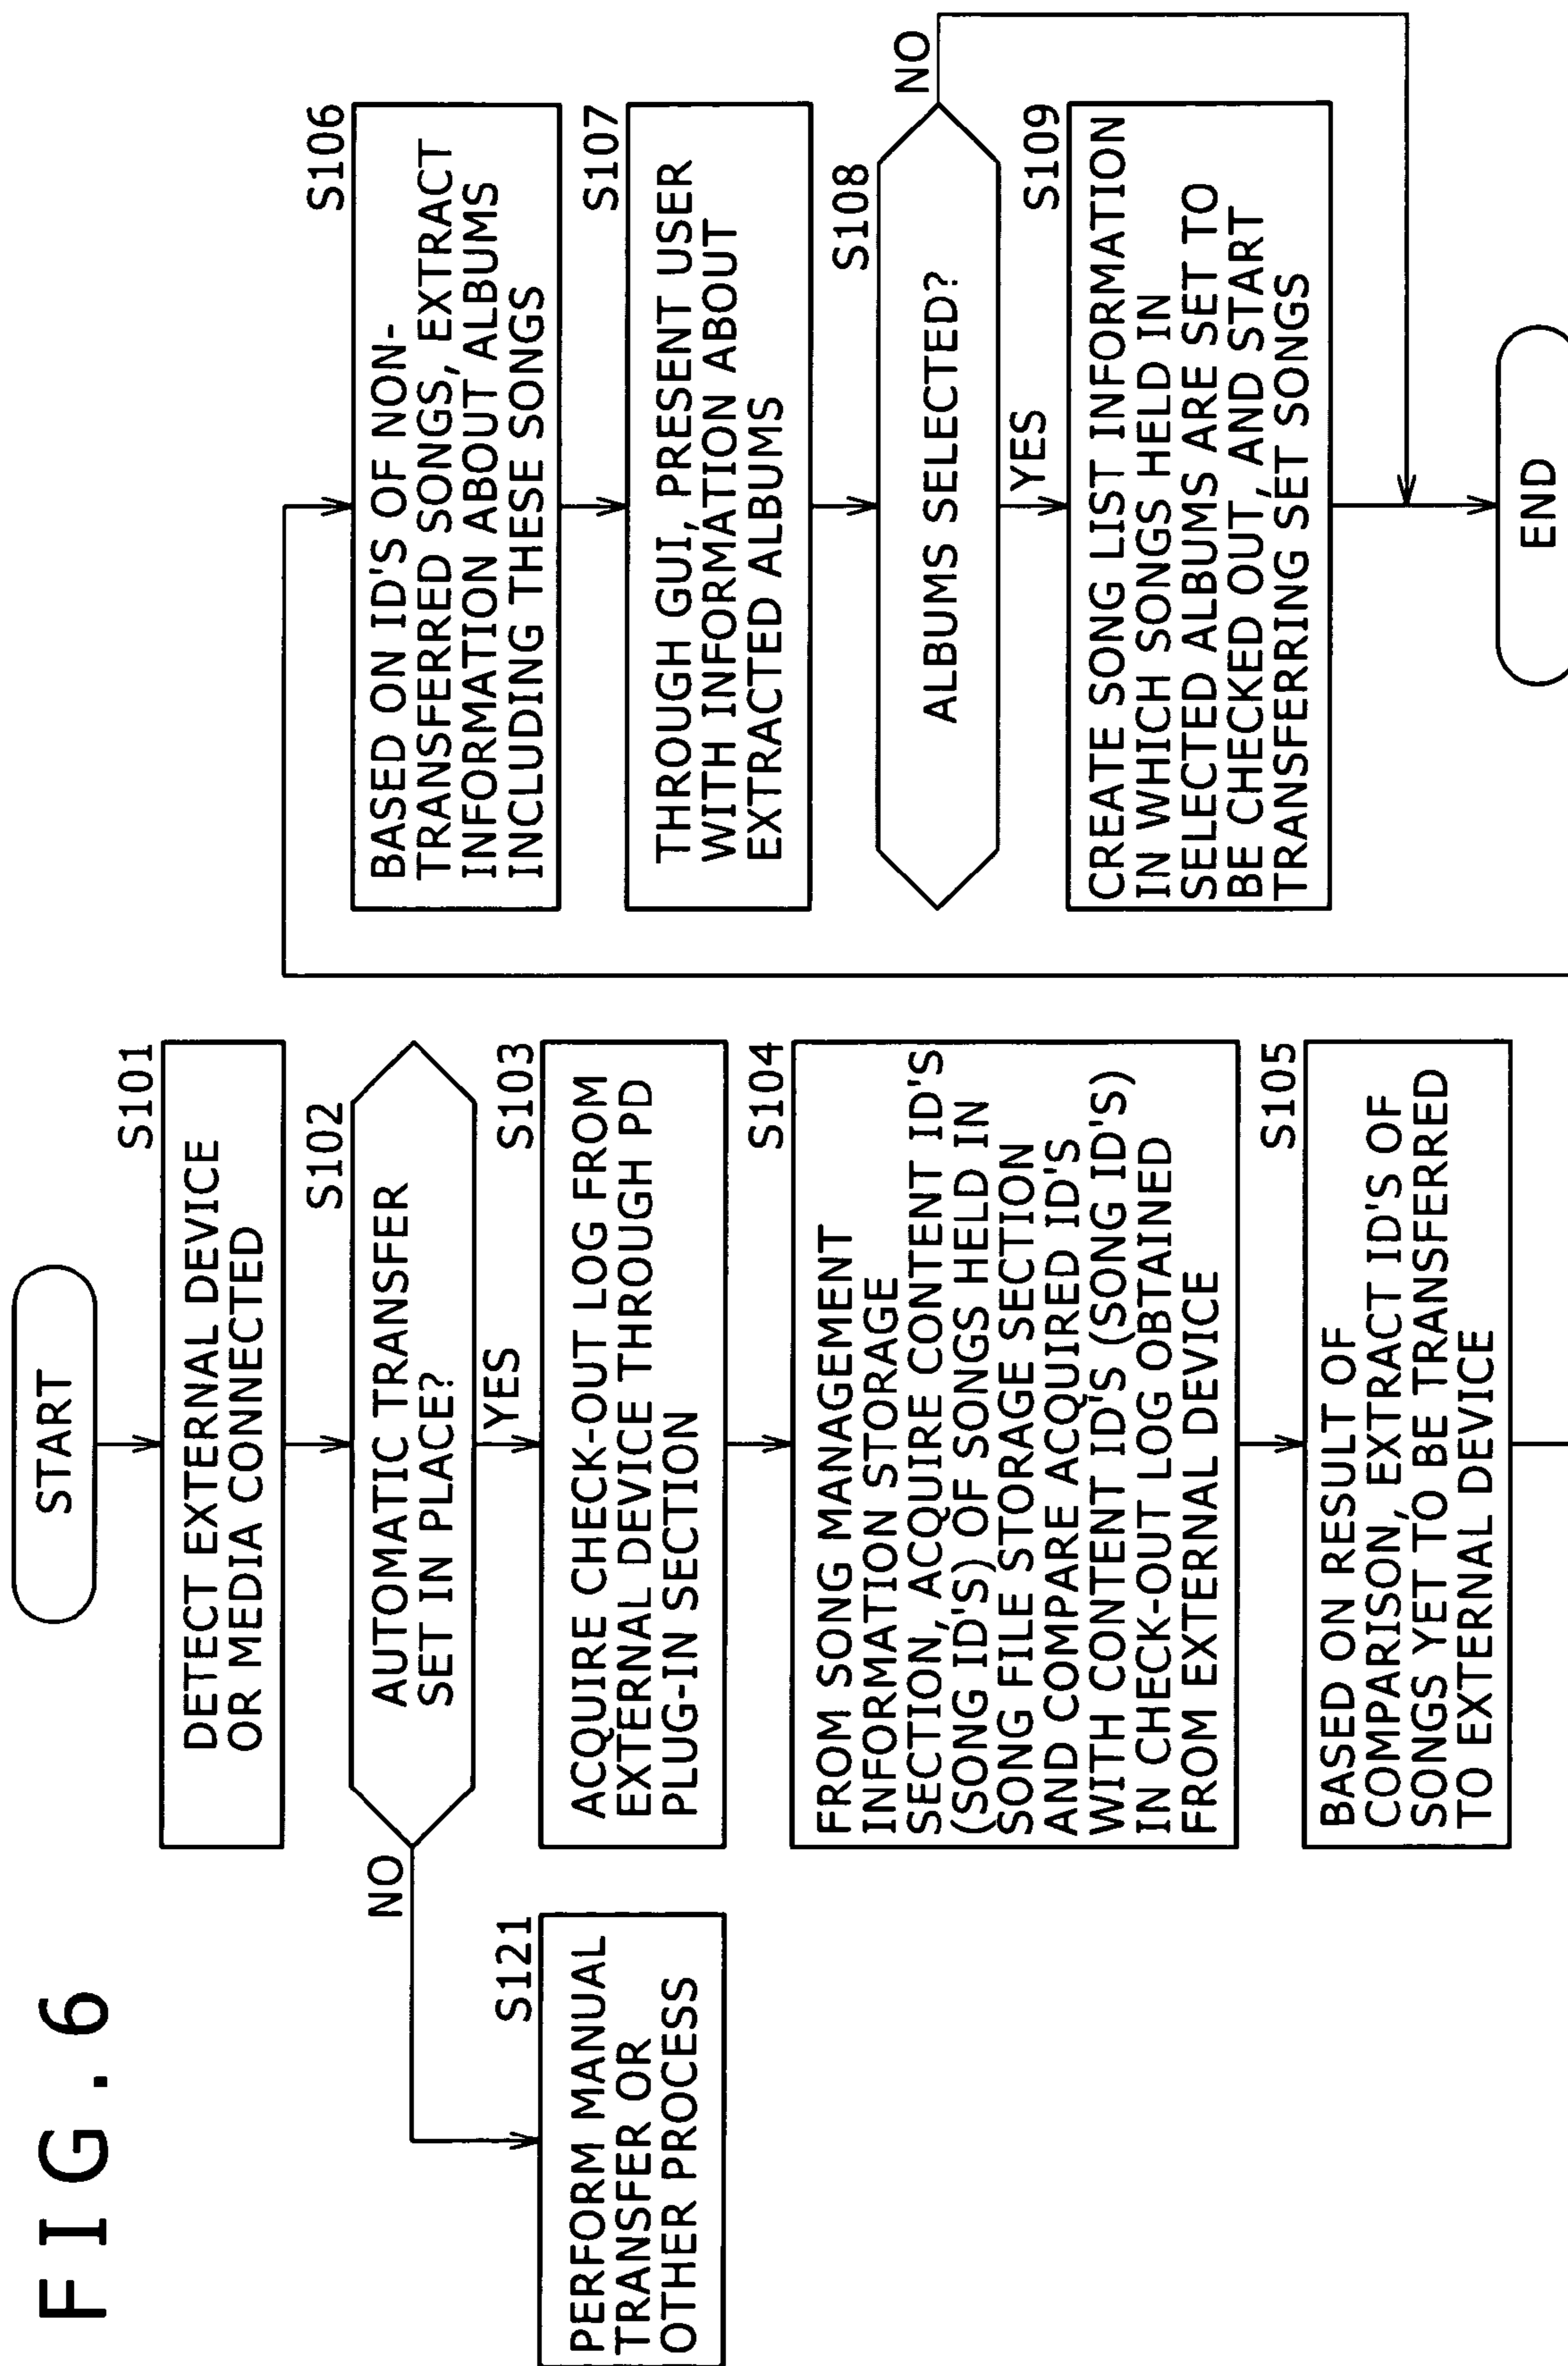 FIG.6
START
S101
DETECT EXTERNAL DEVICE
OR MEDIA CONNECTED
S102
AUTOMATIC TRANSFER
SET IN PLACE?
NO
YES
S121
PERFORM MANUAL
TRANSFER OR
OTHER PROCESS
S103
ACQUIRE CHECK-OUT LOG FROM
EXTERNAL DEVICE THROUGH PD
PLUG-IN SECTION
S104
FROM SONG MANAGEMENT
INFORMATION STORAGE
SECTION, ACQUIRE CONTENT ID'S
(SONG ID'S) OF SONGS HELD IN
SONG FILE STORAGE SECTION
AND COMPARE ACQUIRED ID'S
WITH CONTENT ID'S (SONG ID'S)
IN CHECK-OUT LOG OBTAINED
FROM EXTERNAL DEVICE
S105
BASED ON RESULT OF
COMPARISON, EXTRACT ID'S OF
SONGS YET TO BE TRANSFERRED
TO EXTERNAL DEVICE
S106
BASED ON ID'S OF NON-
TRANSFERRED SONGS, EXTRACT
INFORMATION ABOUT ALBUMS
INCLUDING THESE SONGS
S107
THROUGH GUI, PRESENT USER
WITH INFORMATION ABOUT
EXTRACTED ALBUMS
S108
ALBUMS SELECTED?
NO
YES
S109
CREATE SONG LIST INFORMATION
IN WHICH SONGS HELD IN
SELECTED ALBUMS ARE SET TO
BE CHECKED OUT, AND START
TRANSFERRING SET SONGS
END